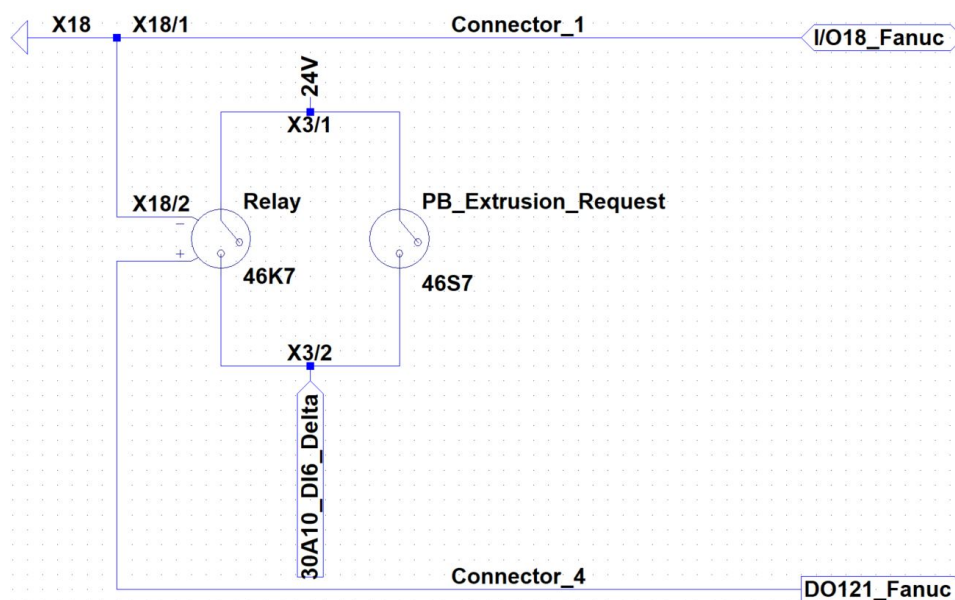 X18 X18/1 Connector_1 I/O18_Fanuc
24V
X3/1
X18/2 Relay PB_Extrusion_Request
− 
+
46K7 46S7
X3/2
30A10_DI6_Delta
Connector_4 DO121_Fanuc